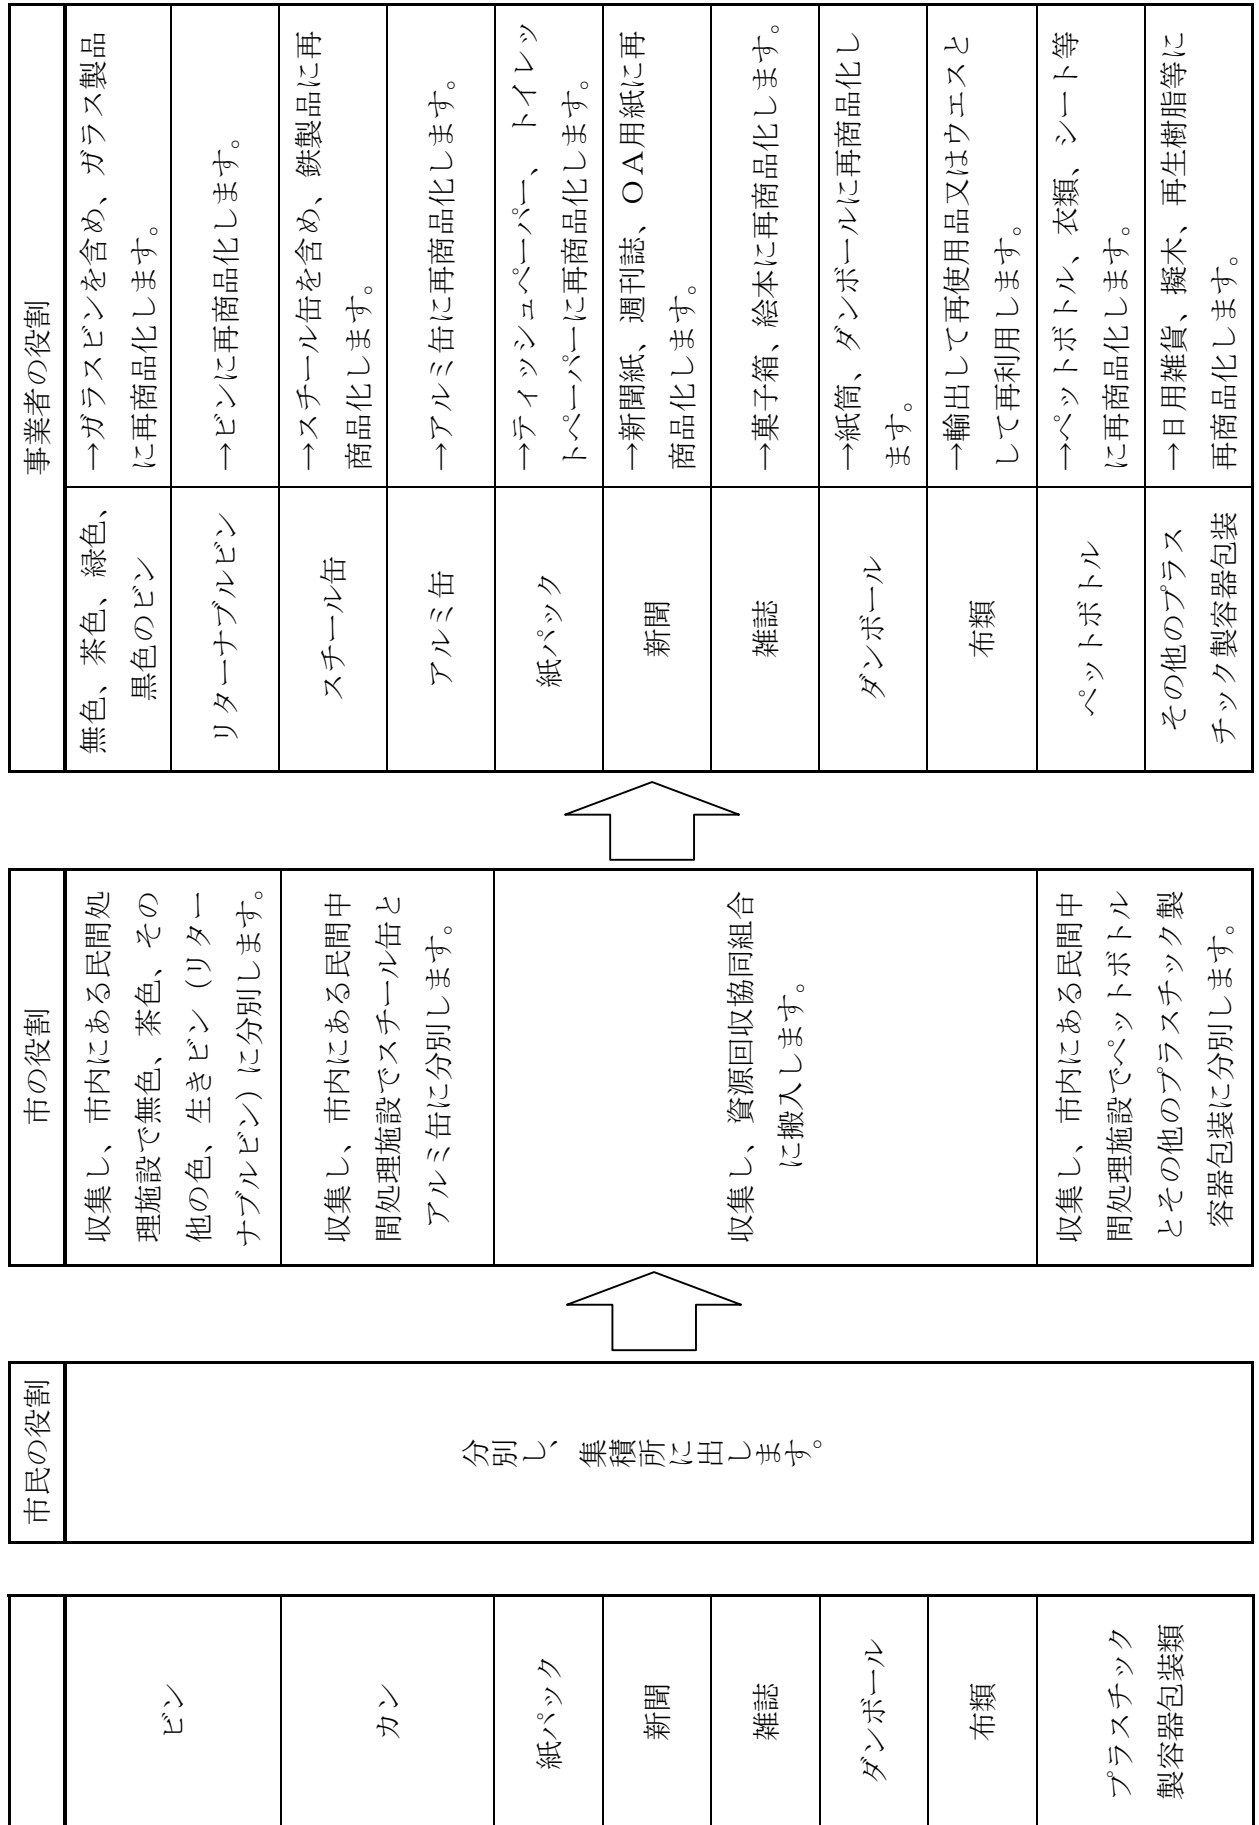 ビン
カン
紙パック
新聞
雑誌
ダンボール
布類
プラスチック
製容器包装類
市民の役割
分別し、集積所に出します。
市の役割
収集し、市内にある民間処
理施設で無色、茶色、その
他の色、生きビン（リター
ナブルビン）に分別します。
収集し、市内にある民間中
間処理施設でスチール缶と
アルミ缶に分別します。
収集し、資源回収協同組合
に搬入します。
収集し、市内にある民間中
間処理施設でペットボトル
とその他のプラスチック製
容器包装に分別します。
事業者の役割
無色、茶色、緑色、
黒色のビン
→ガラスビンを含め、ガラス製品
に再商品化します。
リターナブルビン
→ビンに再商品化します。
スチール缶
→スチール缶を含め、鉄製品に再
商品化します。
アルミ缶
→アルミ缶に再商品化します。
紙パック
→ティッシュペーパー、トイレッ
トペーパーに再商品化します。
新聞
→新聞紙、週刊誌、ＯＡ用紙に再
商品化します。
雑誌
→菓子箱、絵本に再商品化します。
ダンボール
→紙筒、ダンボールに再商品化し
ます。
布類
→輸出して再使用品又はウエスと
して再利用します。
ペットボトル
→ペットボトル、衣類、シート等
に再商品化します。
その他のプラス
チック製容器包装
→日用雑貨、擬木、再生樹脂等に
再商品化します。